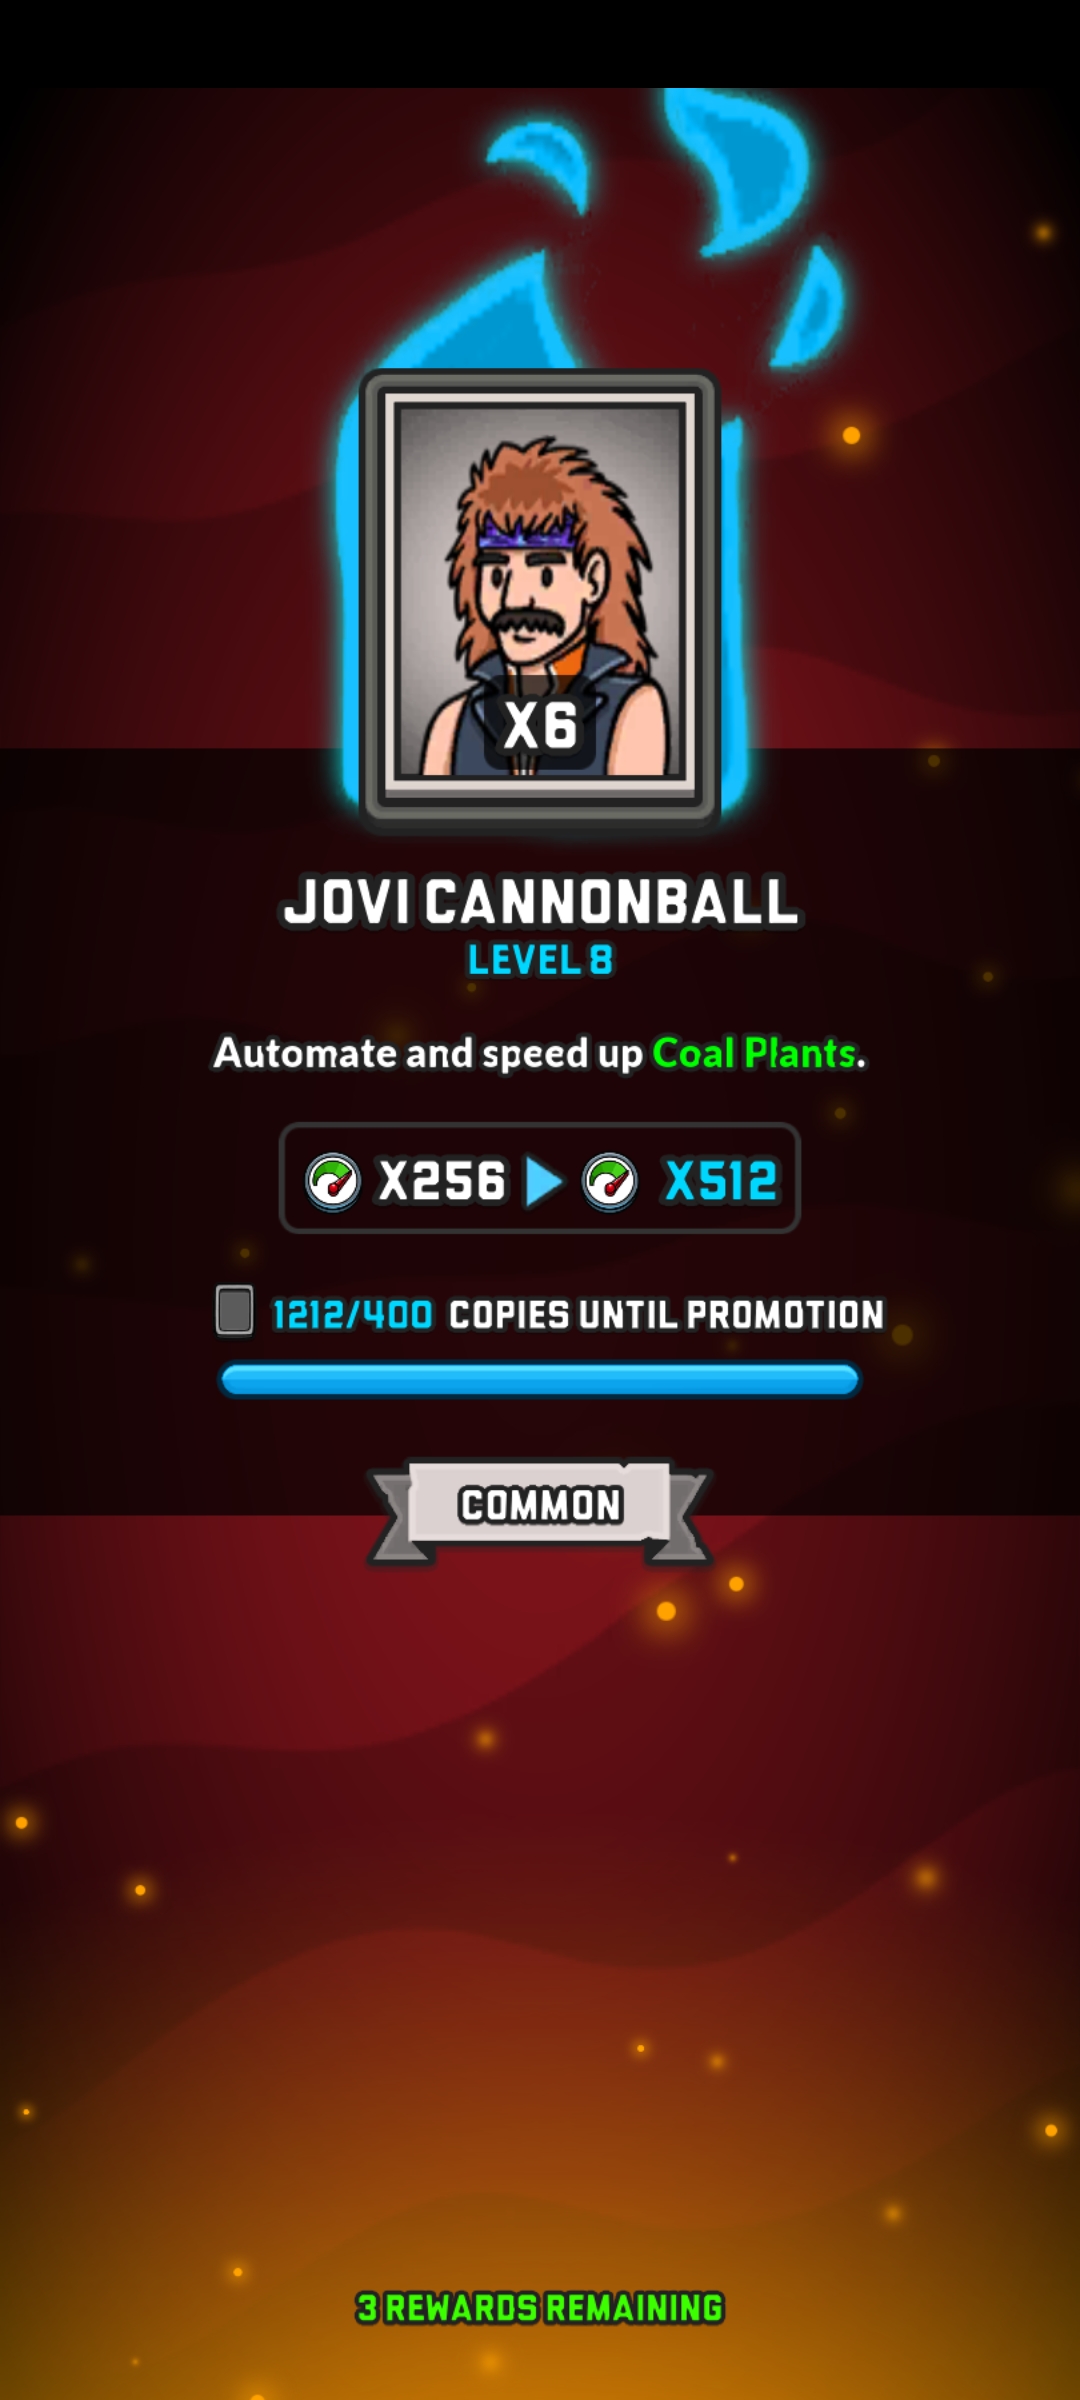 X6
JOVI CANNONBALL
LEVEL 8
Automate and speed up Coal Plants.
X256 X512
1212/400 COPIES UNTIL PROMOTION
COMMON
3 REWARDS REMAINING